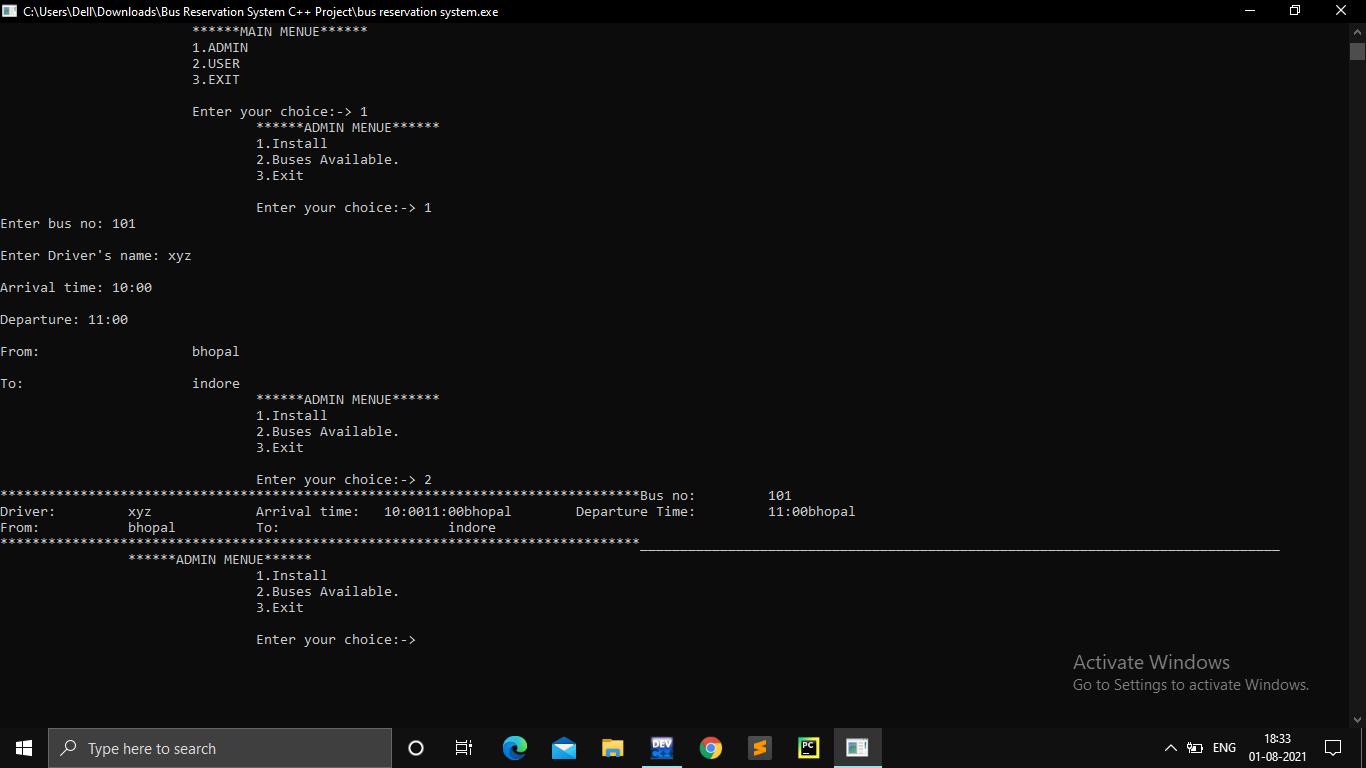 C:\Users\Dell\Downloads\Bus Reservation System C++ Project\bus reservation system.exe
******MAIN MENUE******
1.ADMIN
2.USER
3.EXIT
Enter your choice:-> 1
******ADMIN MENUE******
1.Install
2.Buses Available.
3.Exit
Enter your choice:-> 1
Enter bus no: 101
Enter Driver's name: xyz
Arrival time: 10:00
Departure: 11:00
From: bhopal
To: indore
******ADMIN MENUE******
1.Install
2.Buses Available.
3.Exit
Enter your choice:-> 2
********************************************************************************Bus no: 101
Driver: xyz Arrival time: 10:0011:00bhopal Departure Time: 11:00bhopal
From: bhopal To: indore
********************************************************************************________________________________________________________________________________
******ADMIN MENUE******
1.Install
2.Buses Available.
3.Exit
Enter your choice:->
Activate Windows
Go to Settings to activate Windows.
Type here to search
DEV
PC
ENG
18:33
01-08-2021